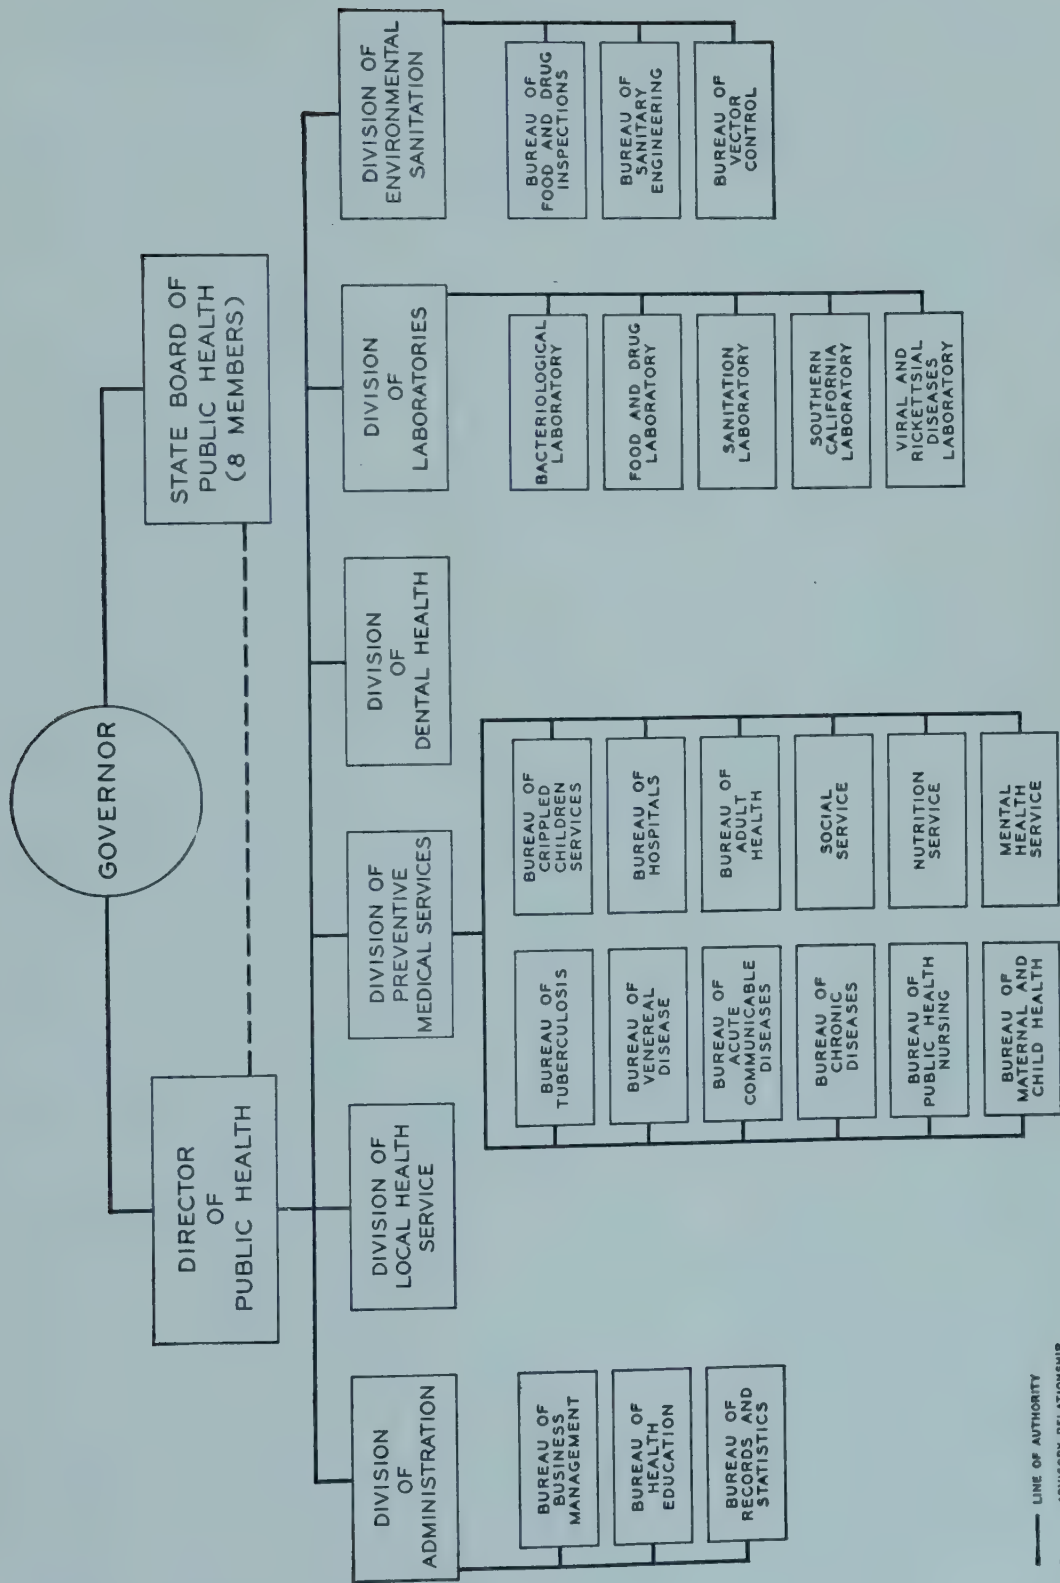 GOVERNOR
DIRECTOR
OF
PUBLIC HEALTH
STATE BOARD OF
PUBLIC HEALTH
(8 MEMBERS)
DIVISION
OF
ADMINISTRATION
DIVISION OF
LOCAL HEALTH
SERVICE
DIVISION OF
PREVENTIVE
MEDICAL SERVICES
DIVISION
OF
DENTAL HEALTH
DIVISION
OF
LABORATORIES
DIVISION OF
ENVIRONMENTAL
SANITATION
BUREAU OF
BUSINESS
MANAGEMENT
BUREAU OF
HEALTH
EDUCATION
BUREAU OF
RECORDS AND
STATISTICS
BUREAU OF
TUBERCULOSIS
BUREAU OF
VENEREAL
DISEASE
BUREAU OF
ACUTE
COMMUNICABLE
DISEASES
BUREAU OF
CHRONIC
DISEASES
BUREAU OF
PUBLIC HEALTH
NURSING
BUREAU OF
MATERNAL AND
CHILD HEALTH
BUREAU OF
CRIPPLED
CHILDREN
SERVICES
BUREAU OF
HOSPITALS
BUREAU OF
ADULT
HEALTH
SOCIAL
SERVICE
NUTRITION
SERVICE
MENTAL
HEALTH
SERVICE
BACTERIOLOGICAL
LABORATORY
FOOD AND DRUG
LABORATORY
SANITATION
LABORATORY
SOUTHERN
CALIFORNIA
LABORATORY
VIRAL AND
RICKETTSIAL
DISEASES
LABORATORY
BUREAU OF
FOOD AND DRUG
INSPECTIONS
BUREAU OF
SANITARY
ENGINEERING
BUREAU OF
VECTOR
CONTROL
LINE OF AUTHORITY
ADVISORY RELATIONSHIP